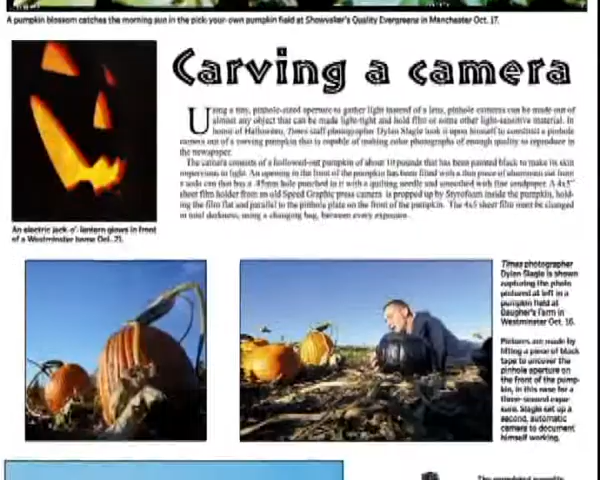 A pumpkin blossom catches the morning sun in the pick-your-own pumpkin field at Showvaker's Quality Evergreens in Manchester Oct. 17.
Carving a camera
Using a tiny, pinhole-sized aperture to gather light instead of a lens, pinhole cameras can be made out of
almost any object that can be made light-tight and hold film or some other light-sensitive material. In
honor of Halloween, Times staff photographer Dylan Slagle took it upon himself to construct a pinhole
camera out of a carving pumpkin that is capable of making color photographs of enough quality to reproduce in
the newspaper.
The camera consists of a hollowed-out pumpkin of about 10 pounds that has been painted black to make its skin
impervious to light. An opening in the front of the pumpkin has been fitted with a thin piece of aluminum cut from
a soda can that has a .45mm hole punched in it with a quilting needle and smoothed with fine sandpaper. A 4x5"
sheet film holder from an old Speed Graphic press camera is propped up by Styrofoam inside the pumpkin, hold-
ing the film flat and parallel to the pinhole plate on the front of the pumpkin. The 4x5 sheet film must be changed
in total darkness, using a changing bag, between every exposure.
An electric jack-o'-lantern glows in front
of a Westminster home Oct. 21.
Times photographer
Dylan Slagle is shown
capturing the photo
pictured at left in a
pumpkin field at
Baugher's Farm in
Westminster Oct. 16.
Pictures are made by
lifting a piece of black
tape to uncover the
pinhole aperture on
the front of the pump-
kin, in this case for a
three-second expo-
sure. Slagle set up a
second, automatic
camera to document
himself working.